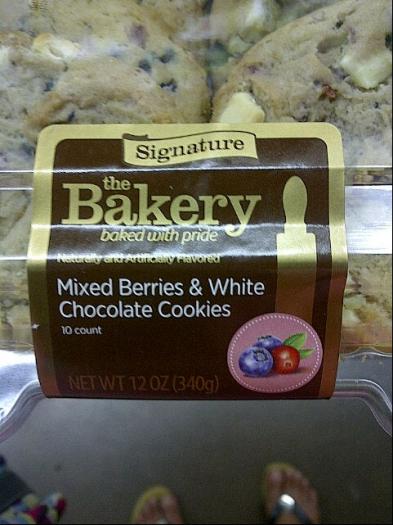 Signature
the
Bakery
baked with pride
Naturally and Artificially Flavored
Mixed Berries & White
Chocolate Cookies
10 count
NET WT 12 OZ (340g)